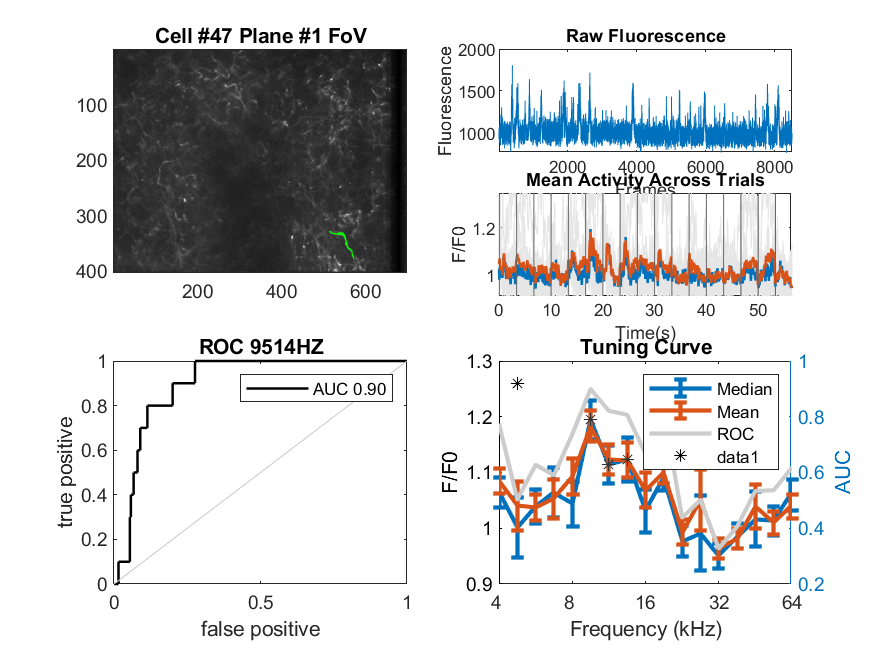 Cell #47 Plane #1 FoV
100
200
300
400
200
400
600
Raw Fluorescence
Fluorescence
2000
1500
1000
2000
4000
6000
8000
Frames
Mean Activity Across Trials
F/F0
1.2
1
0
10
20
30
40
50
Time(s)
ROC 9514HZ
true positive
1
0.8
0.6
0.4
0.2
0
AUC 0.90
0
0.5
1
false positive
Tuning Curve
F/F0
1.3
1.2
1.1
1
0.9
Median
Mean
ROC
data1
1
0.8
0.6
0.4
0.2
AUC
4
8
16
32
64
Frequency (kHz)